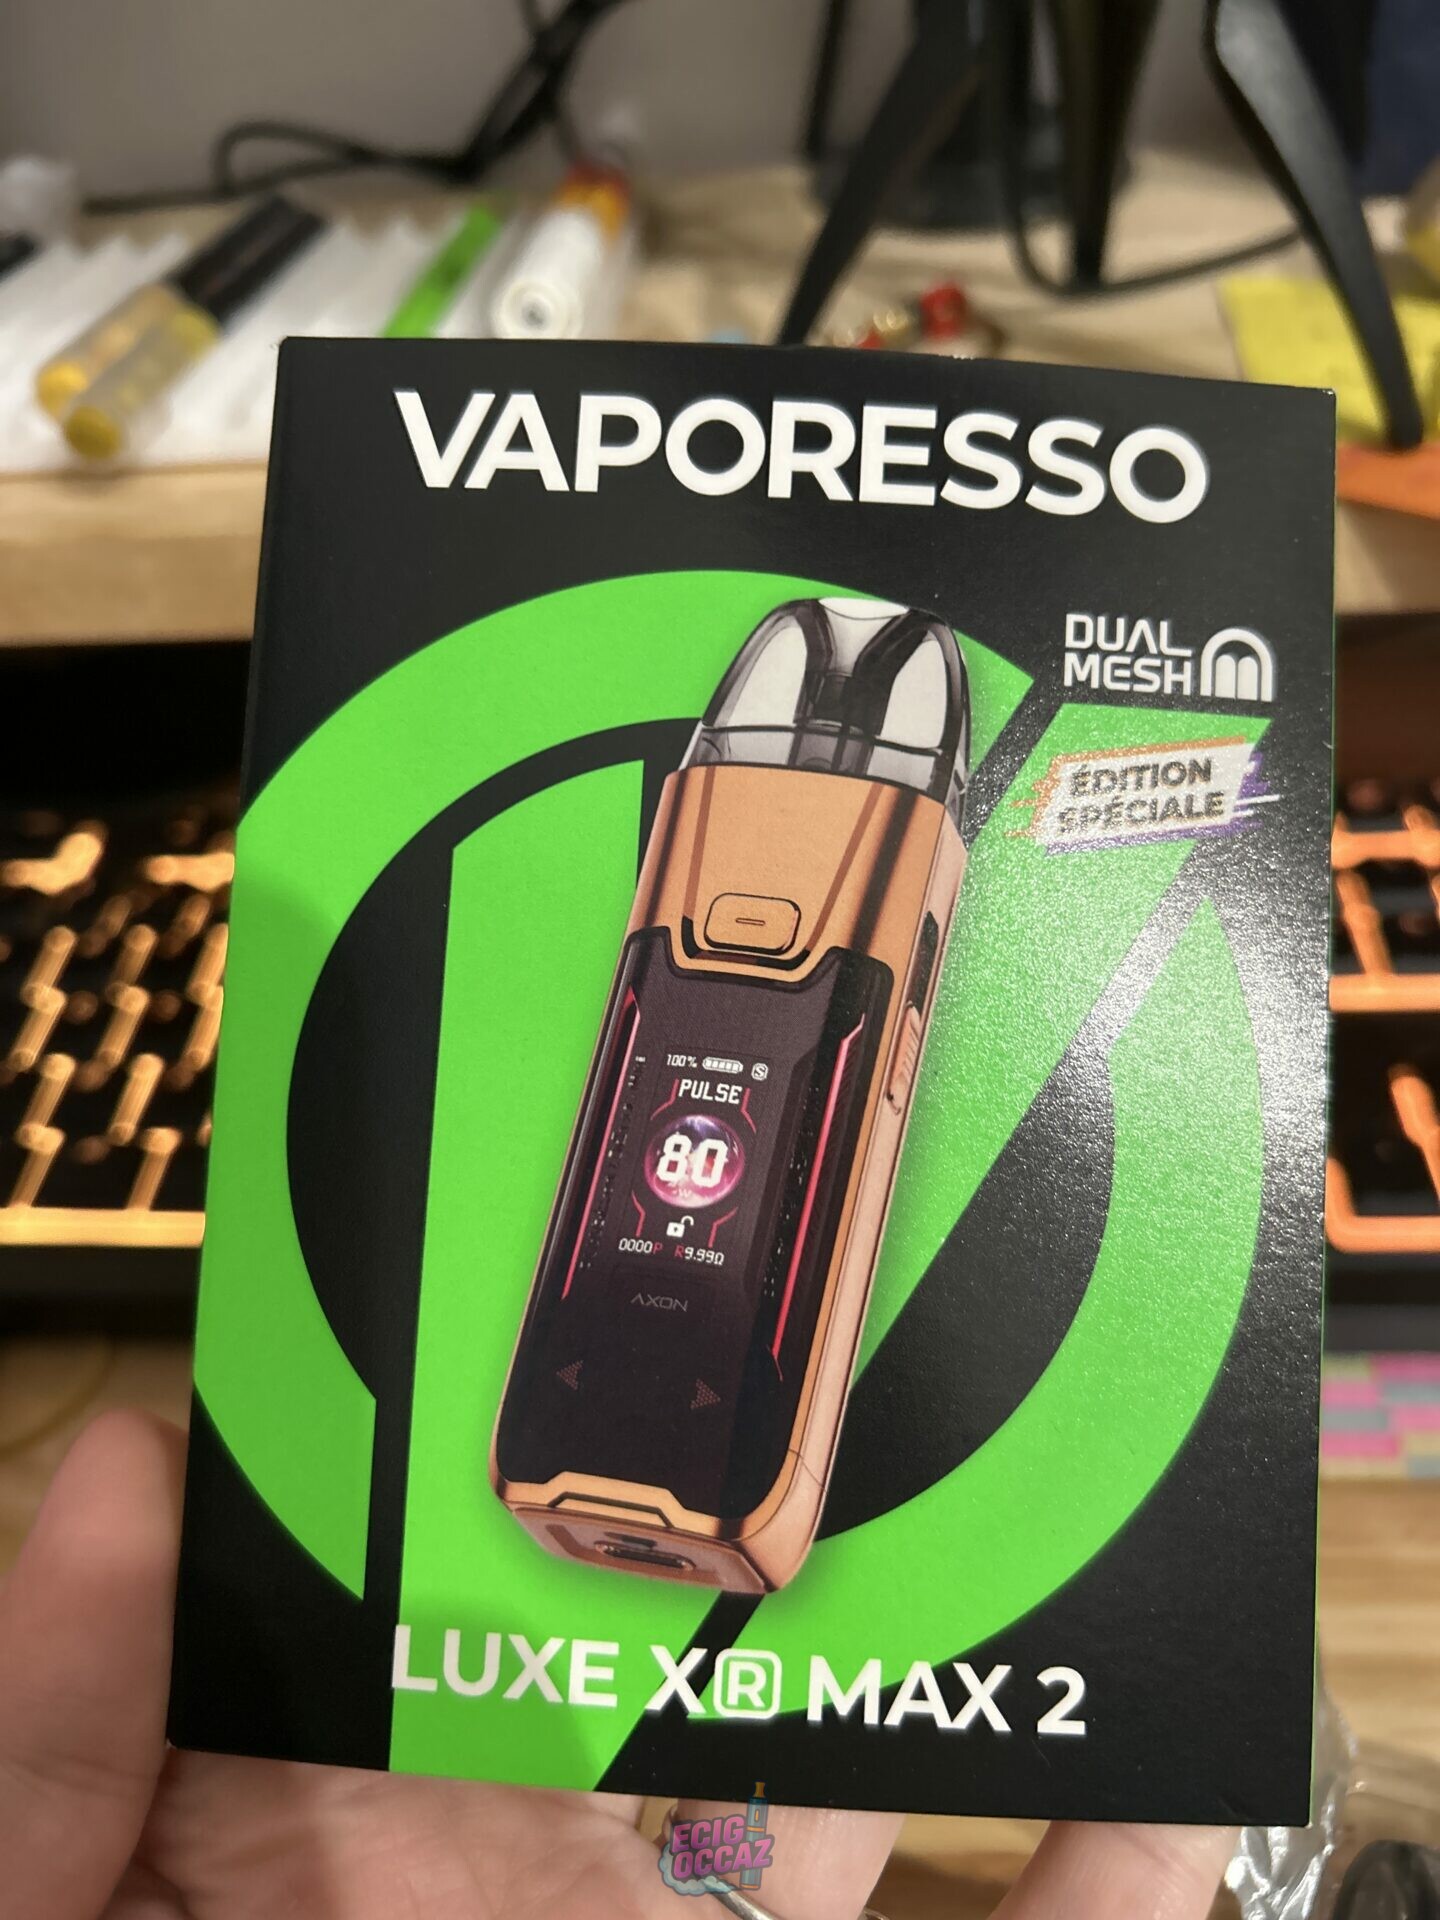 VAPORESSO
DUAL
MESH
ÉDITION
SPÉCIALE
100% S
PULSE
80
W
0000P R9.99Ω
AXON
LUXE XR MAX 2
ECIG
OCCAZ